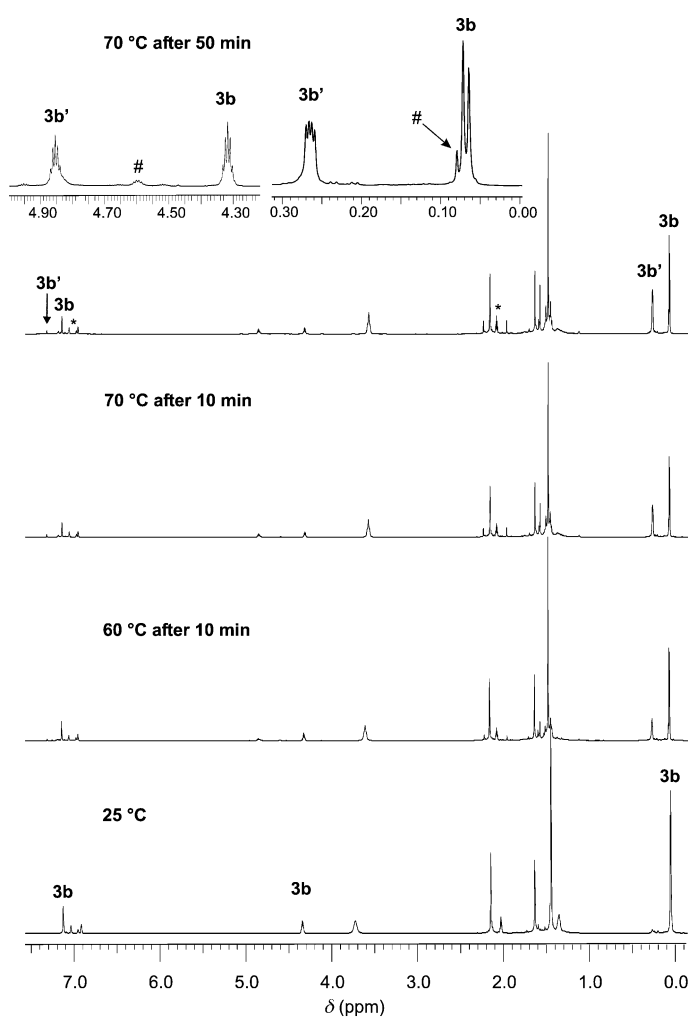 3b
70 °C after 50 min
3b' 3b 3b'
#
#
4.90 4.70 4.50 4.30 0.30 0.20 0.10 0.00
3b
3b' 3b'
3b
* *
70 °C after 10 min
60 °C after 10 min
3b
25 °C
3b 3b
7.0 6.0 5.0 4.0 3.0 2.0 1.0 0.0
δ (ppm)